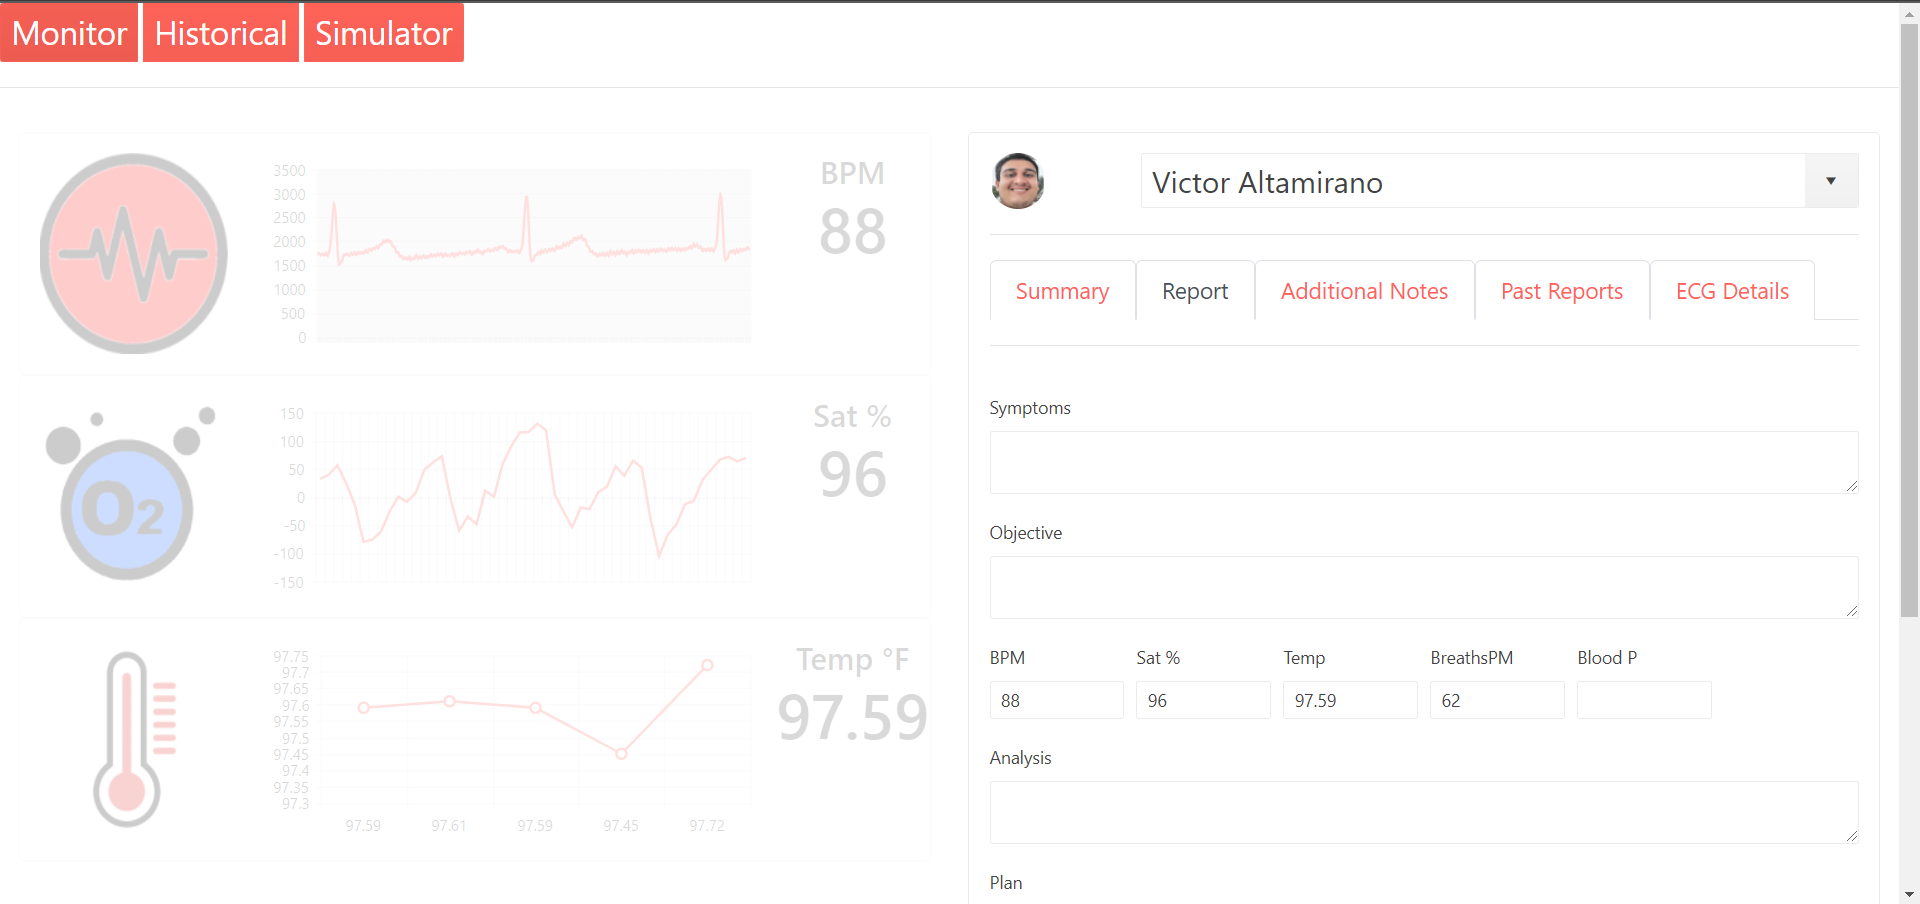 Monitor Historical Simulator
3500
3000
2500
2000
1500
1000
500
0
BPM
88
150
100
50
0
-50
-100
-150
O2
Sat %
96
97.75
97.7
97.65
97.6
97.55
97.5
97.45
97.4
97.35
97.3
97.59 97.61 97.59 97.45 97.72
Temp °F
97.59
Victor Altamirano
Summary Report Additional Notes Past Reports ECG Details
Symptoms
Objective
BPM Sat % Temp BreathsPM Blood P
88 96 97.59 62
Analysis
Plan